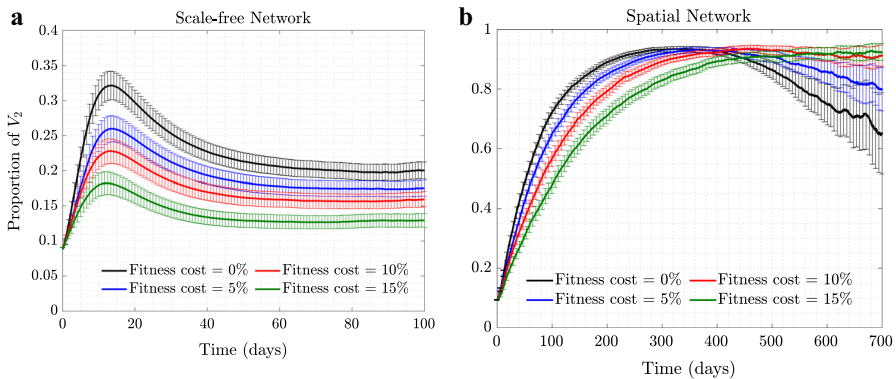 a
Scale-free Network
0.4
0.35
0.3
0.25
0.2
0.15
0.1
0.05
0
Proportion of V₂
Fitness cost = 0%
Fitness cost = 5%
Fitness cost = 10%
Fitness cost = 15%
0 20 40 60 80 100
Time (days)
b
Spatial Network
1
0.8
0.6
0.4
0.2
1
Fitness cost = 0%
Fitness cost = 5%
Fitness cost = 10%
Fitness cost = 15%
0 100 200 300 400 500 600 700
Time (days)